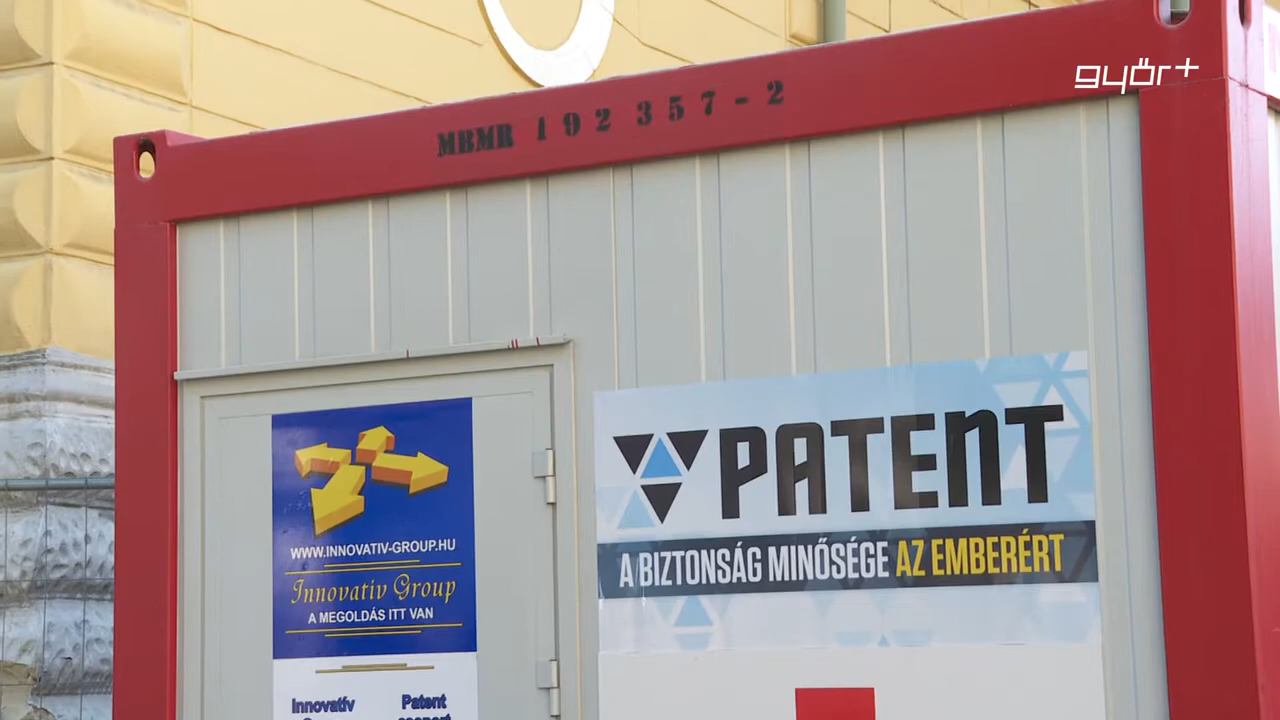 győr+
MBMR 192 357-2
WWW.INNOVATIV-GROUP.HU
Innovativ Group
A MEGOLDÁS ITT VAN
Innovatív
Patent
csoport
PATENT
A BIZTONSÁG MINŐSÉGE AZ EMBERÉRT